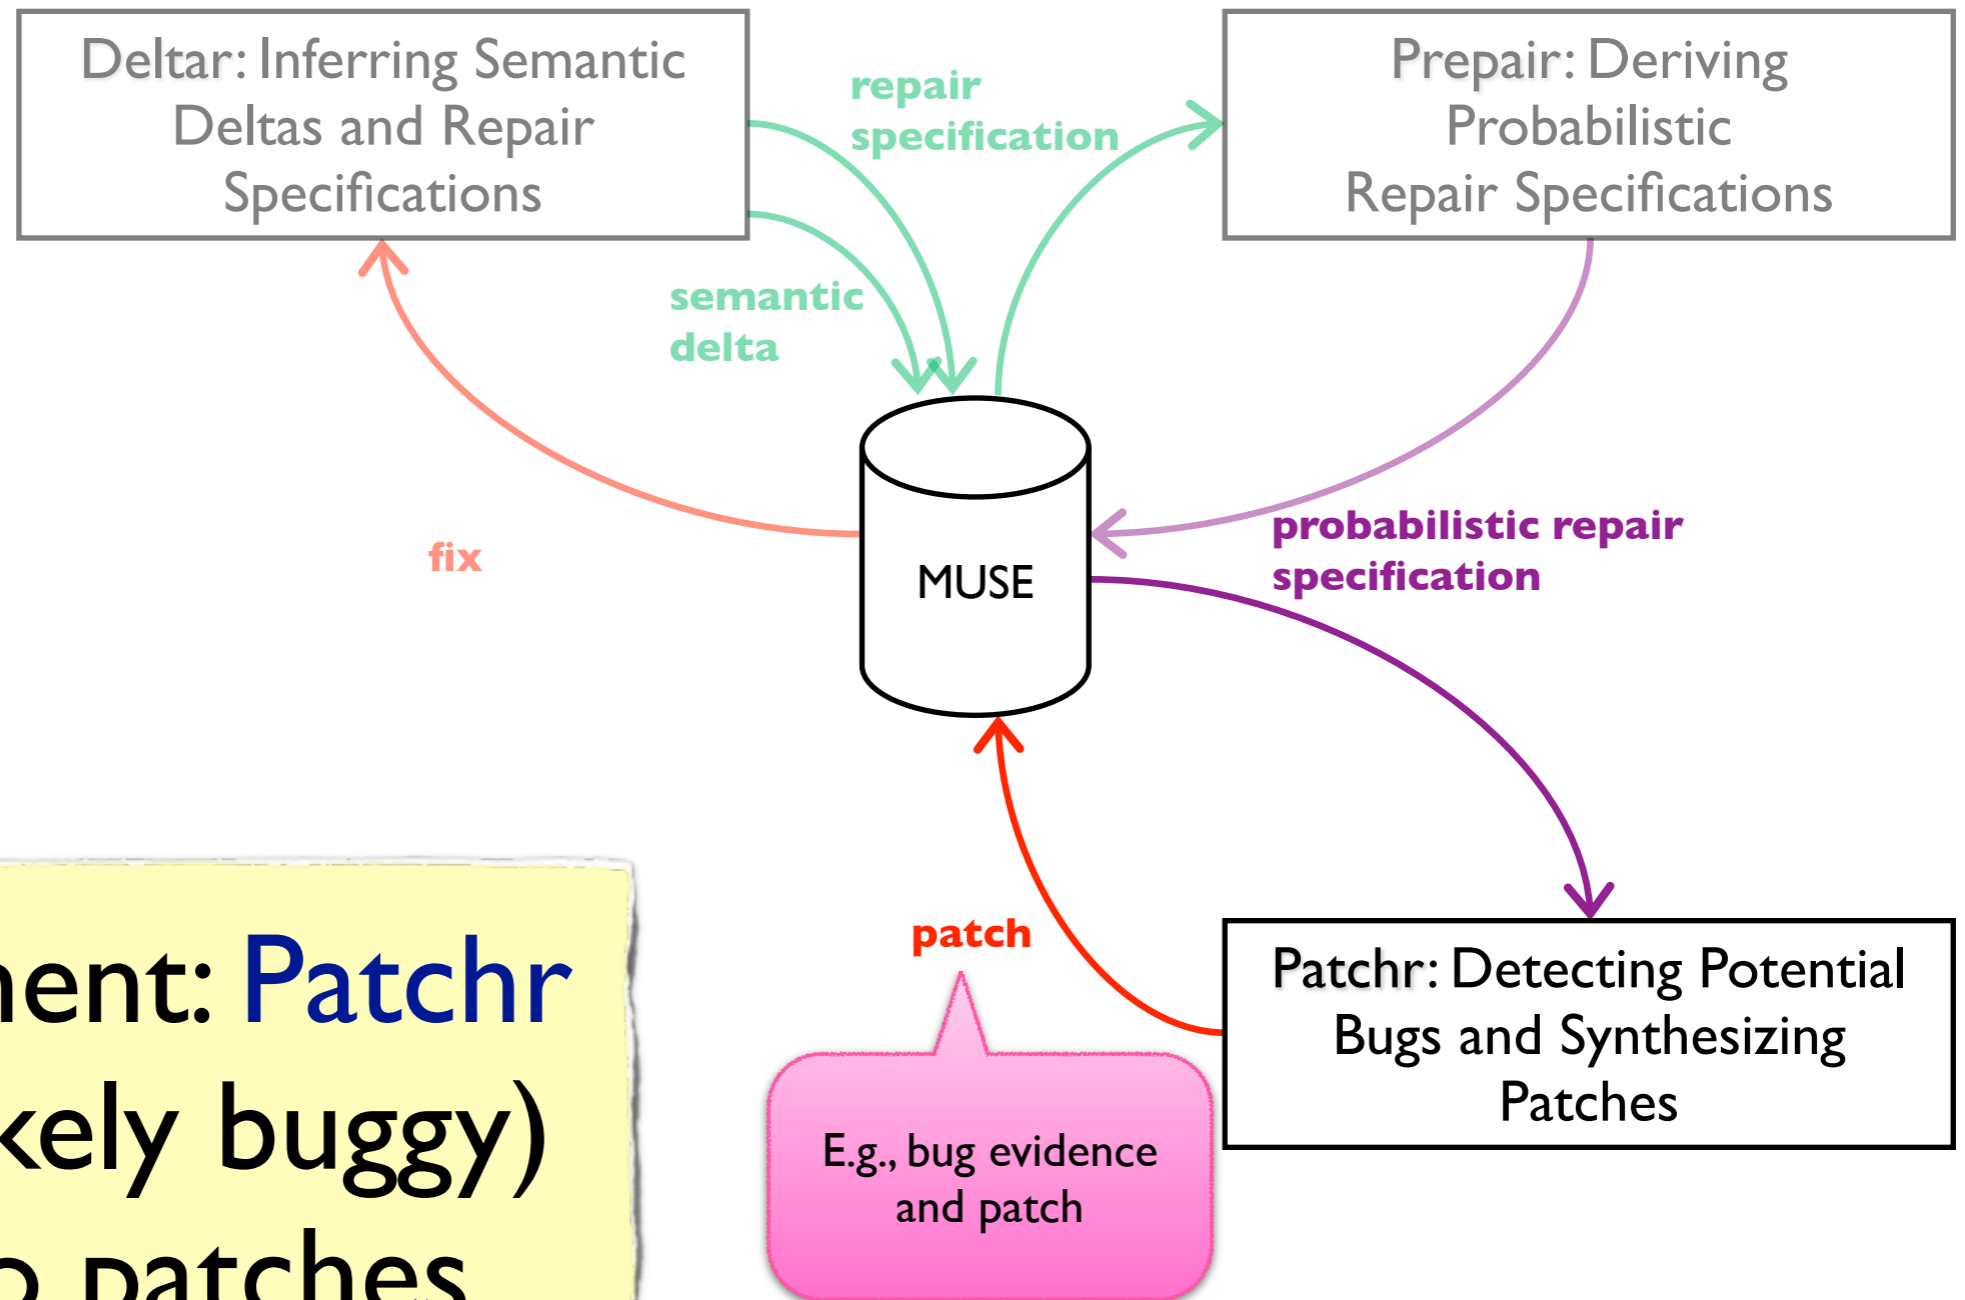 Deltar: Inferring Semantic
Deltas and Repair
Specifications
repair
specification
Prepair: Deriving
Probabilistic
Repair Specifications
semantic
delta
fix
MUSE
probabilistic repair
specification
patch
Patchr: Detecting Potential
Bugs and Synthesizing
Patches
E.g., bug evidence
and patch
ment: Patchr
kely buggy)
o patches